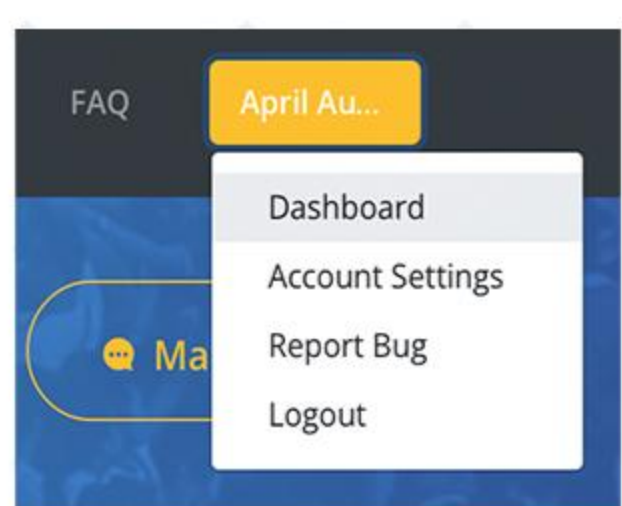 FAQ
April Au...
Dashboard
Account Settings
Report Bug
Ma
Logout